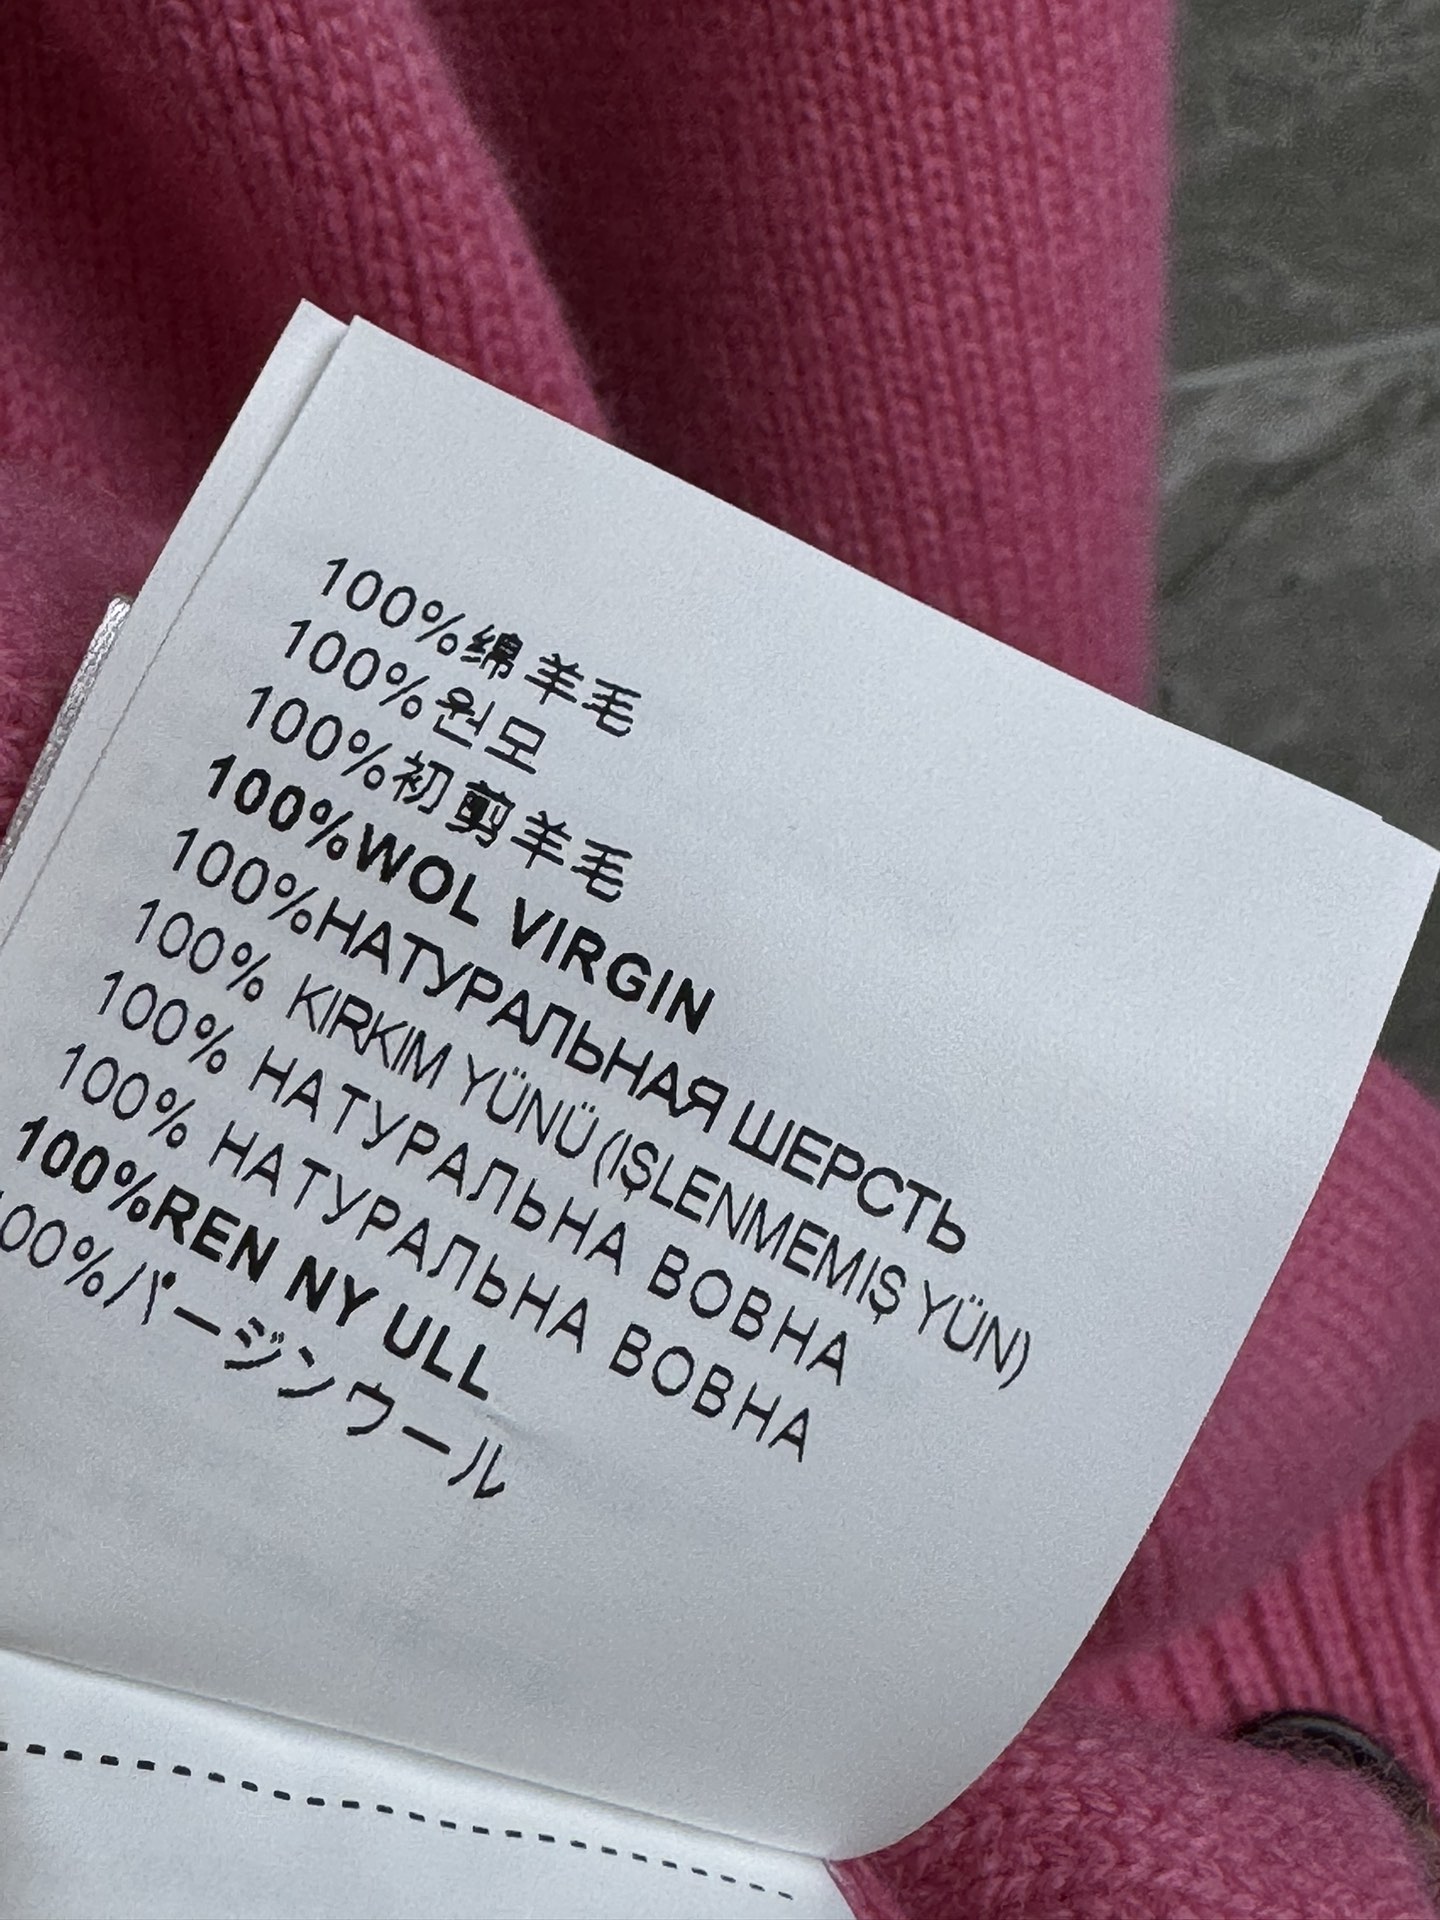 100%绵羊毛
100%원모
100%初剪羊毛
100%WOL VIRGIN
100%НАТУРАЛЬНАЯ ШЕРСТЬ
100% KIRKIM YÜNÜ (IŞLENMEMIŞ YÜN)
100% НАТУРАЛЬНА ВОВНА
100% НАТУРАЛЬНА ВОВНА
100%REN NY ULL
100%バージンウール